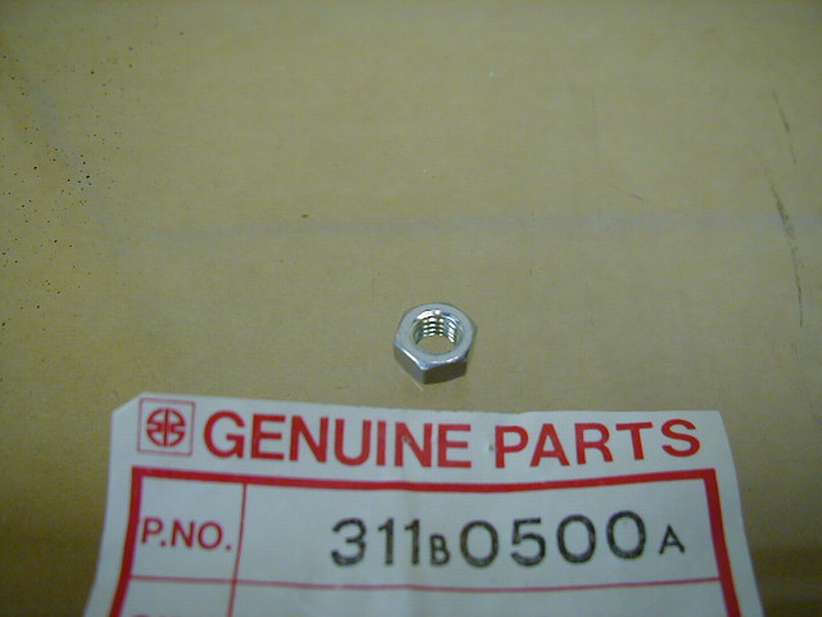 GENUINE PARTS
P.NO. 311B0500A